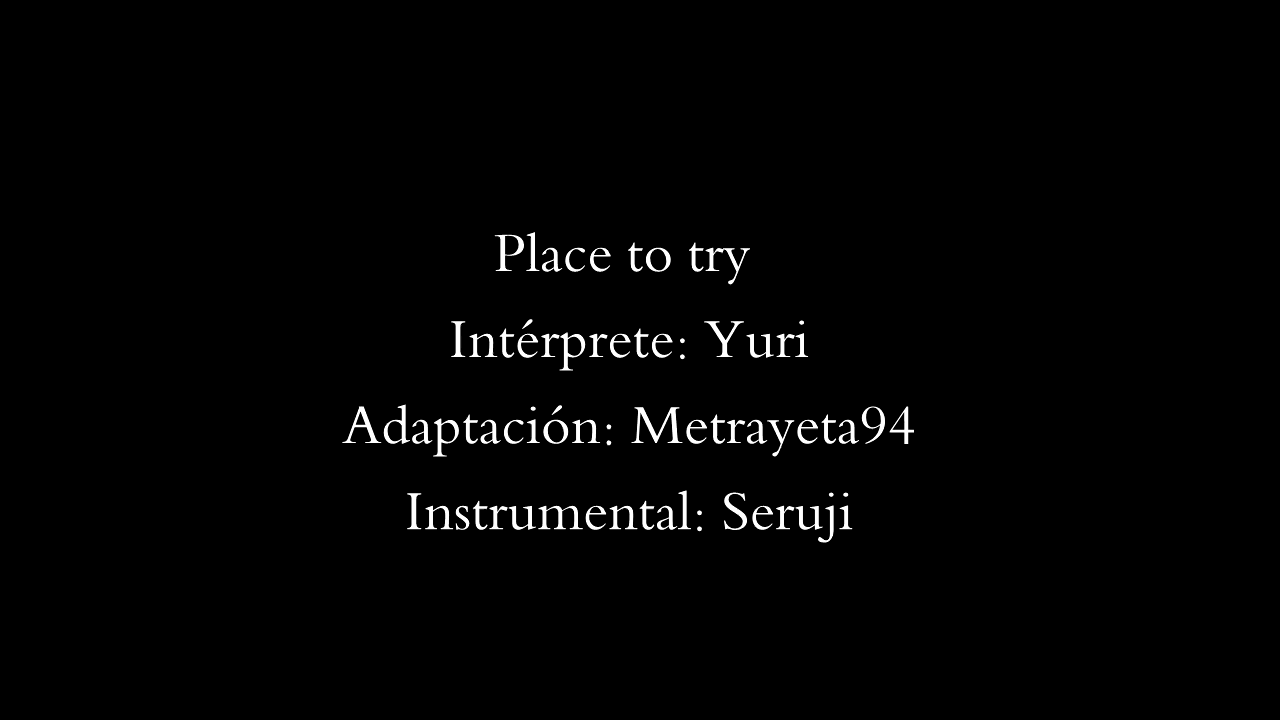 Place to try
Intérprete: Yuri
Adaptación: Metrayeta94
Instrumental: Seruji